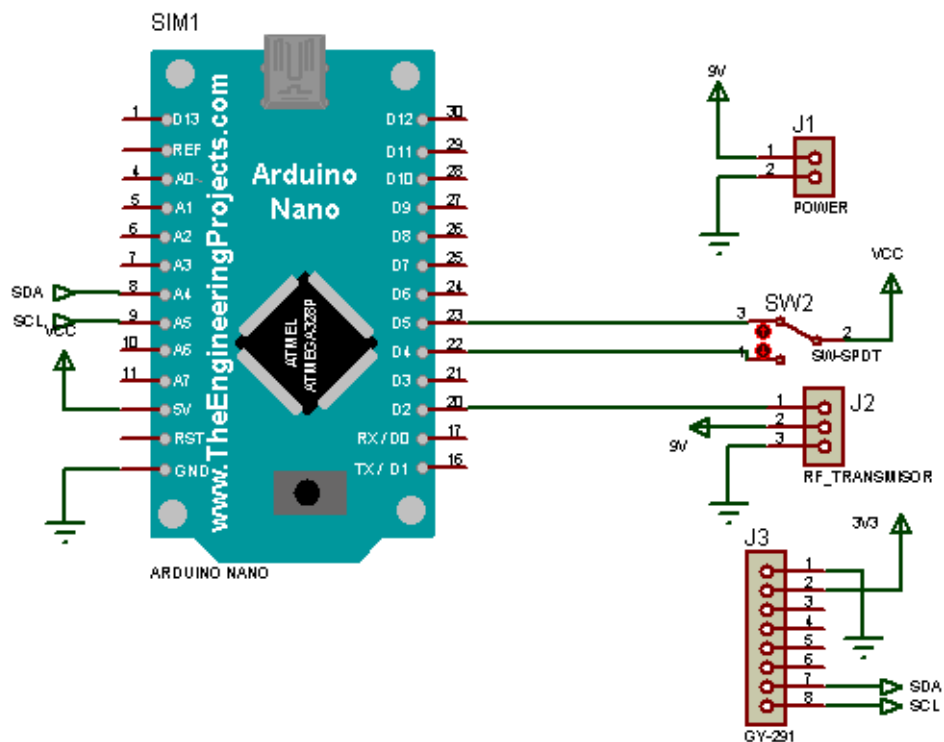 SIM1
www.TheEngineeringProjects.com
Arduino
Nano
ATMEL
ATMEGA328P
1 D13
REF
4 A0~
5 A1
6 A2
7 A3
SDA 8 A4
SCL 9 A5
VCC
10 A6
11 A7
5V
RST
GND
D12 30
D11 29
D10 28
D9 27
D8 26
D7 25
D6 24
D5 23
D4 22
D3 21
D2 20
RX/D0 17
TX/D1 16
ARDUINO NANO
9V
J1
1
2
POWER
VCC
SW2
3
2
1
SW-SPDT
J2
1
2
3
9V
RF_TRANSMISOR
3V3
J3
1
2
3
4
5
6
7 SDA
8 SCL
GY-291